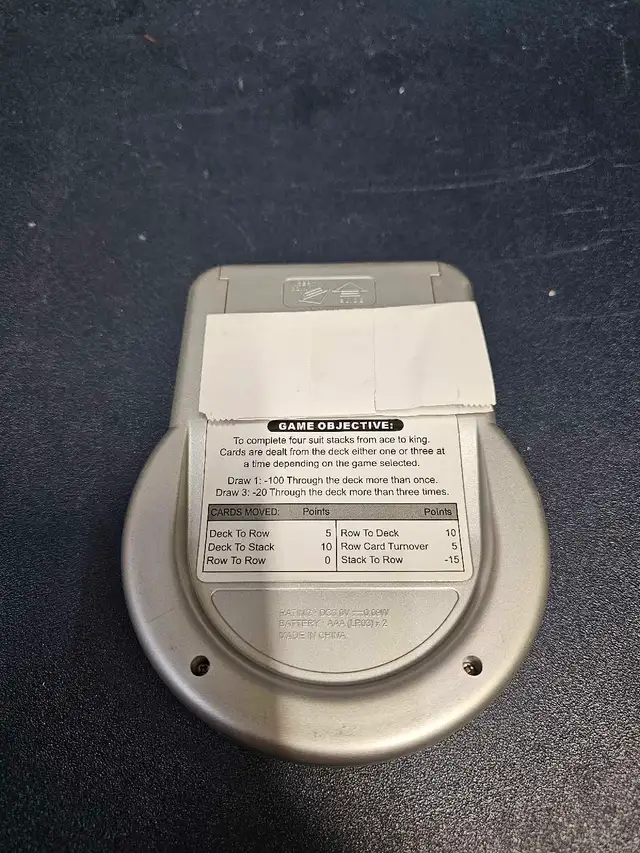 GAME OBJECTIVE:
To complete four suit stacks from ace to king.
Cards are dealt from the deck either one or three at
a time depending on the game selected.
Draw 1: -100 Through the deck more than once.
Draw 3: -20 Through the deck more than three times.
CARDS MOVED: Points Points
Deck To Row 5 Row To Deck 10
Deck To Stack 10 Row Card Turnover 5
Row To Row 0 Stack To Row -15
BATTERY : AAA (LR03) x 2
MADE IN CHINA